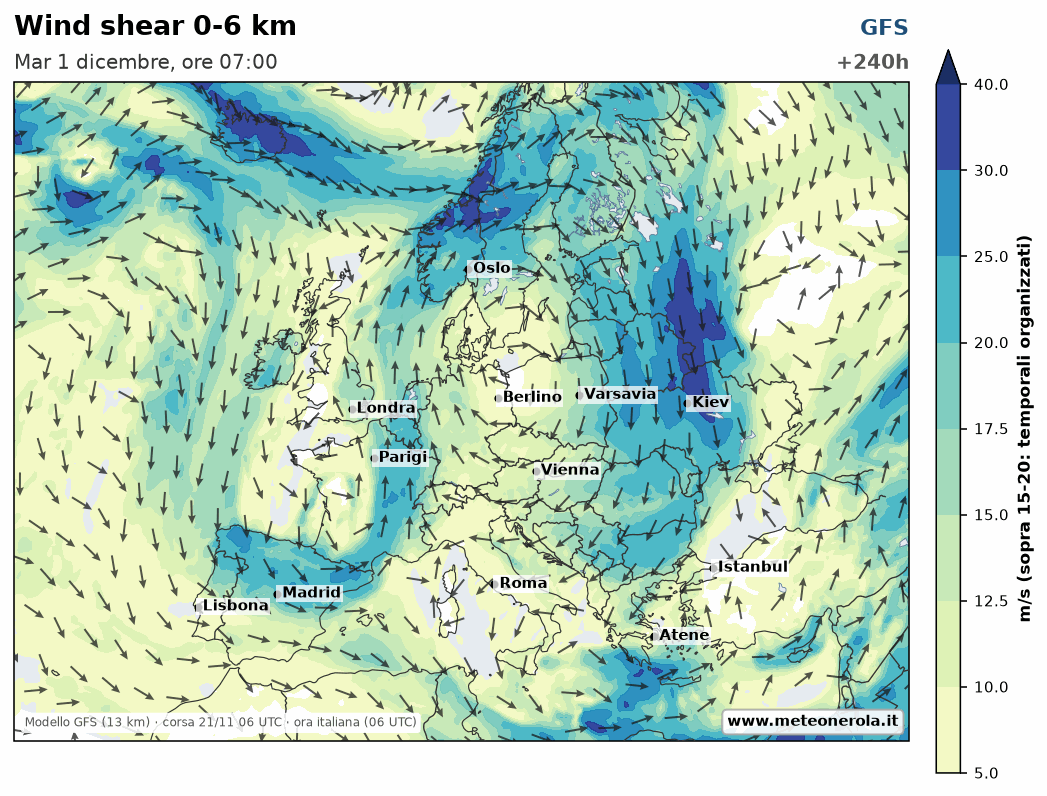 Wind shear 0-6 km
GFS
Mar 1 dicembre, ore 07:00
+240h
40.0
30.0
25.0
20.0
17.5
15.0
12.5
10.0
5.0
m/s (sopra 15-20: temporali organizzati)
Oslo
Berlino
Varsavia
Kiev
Londra
Parigi
Vienna
Istanbul
Roma
Madrid
Lisbona
Atene
Modello GFS (13 km) · corsa 21/11 06 UTC · ora italiana (06 UTC)
www.meteonerola.it